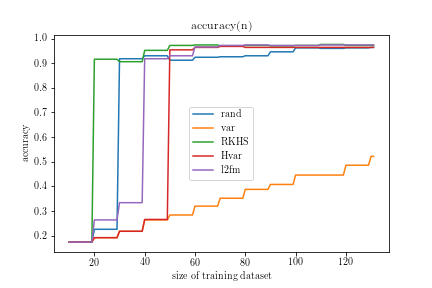 accuracy(n)
1.0
0.9
0.8
0.7
0.6
0.5
0.4
0.3
0.2
accuracy
rand
var
RKHS
Hvar
l2fm
20 40 60 80 100 120
size of training dataset